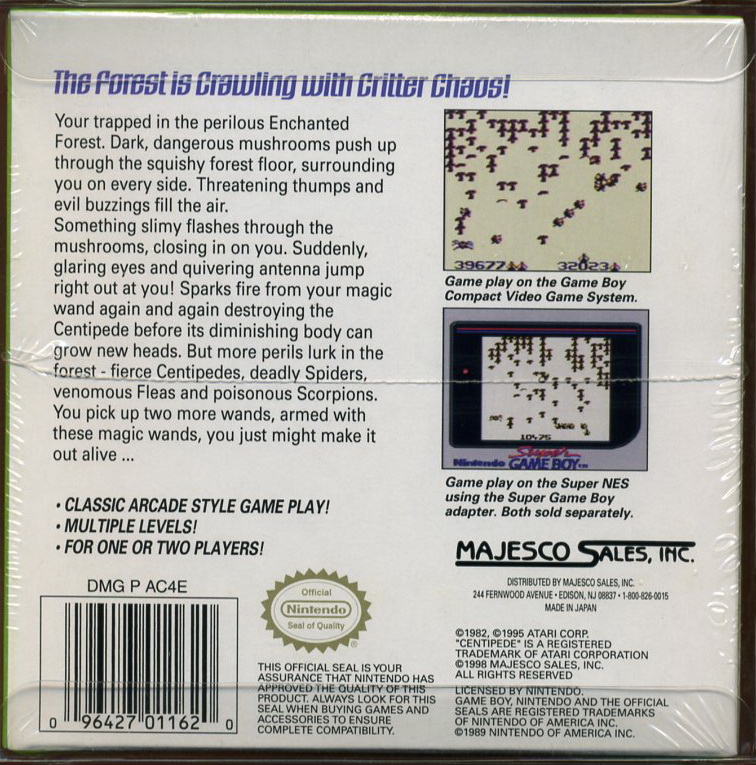 The Forest is Crawling with Critter Chaos!
Your trapped in the perilous Enchanted
Forest. Dark, dangerous mushrooms push up
through the squishy forest floor, surrounding
you on every side. Threatening thumps and
evil buzzings fill the air.
Something slimy flashes through the
mushrooms, closing in on you. Suddenly,
glaring eyes and quivering antenna jump
right out at you! Sparks fire from your magic
wand again and again destroying the
Centipede before its diminishing body can
grow new heads. But more perils lurk in the
forest - fierce Centipedes, deadly Spiders,
venomous Fleas and poisonous Scorpions.
You pick up two more wands, armed with
these magic wands, you just might make it
out alive ...
• CLASSIC ARCADE STYLE GAME PLAY!
• MULTIPLE LEVELS!
• FOR ONE OR TWO PLAYERS!
DMG P AC4E
0 96427 01162 0
Official
Nintendo
Seal of Quality
®
THIS OFFICIAL SEAL IS YOUR
ASSURANCE THAT NINTENDO HAS
APPROVED THE QUALITY OF THIS
PRODUCT. ALWAYS LOOK FOR THIS
SEAL WHEN BUYING GAMES AND
ACCESSORIES TO ENSURE
COMPLETE COMPATIBILITY.
39677 32023
Game play on the Game Boy
Compact Video Game System.
10475
Super
Nintendo GAME BOY™
Game play on the Super NES
using the Super Game Boy
adapter. Both sold separately.
MAJESCO SALES, INC.
DISTRIBUTED BY MAJESCO SALES, INC.
244 FERNWOOD AVENUE • EDISON, NJ 08837 • 1-800-826-0015
MADE IN JAPAN
©1982, ©1995 ATARI CORP.
"CENTIPEDE" IS A REGISTERED
TRADEMARK OF ATARI CORPORATION
©1998 MAJESCO SALES, INC.
ALL RIGHTS RESERVED
LICENSED BY NINTENDO.
GAME BOY, NINTENDO AND THE OFFICIAL
SEALS ARE REGISTERED TRADEMARKS
OF NINTENDO OF AMERICA INC.
©1989 NINTENDO OF AMERICA INC.